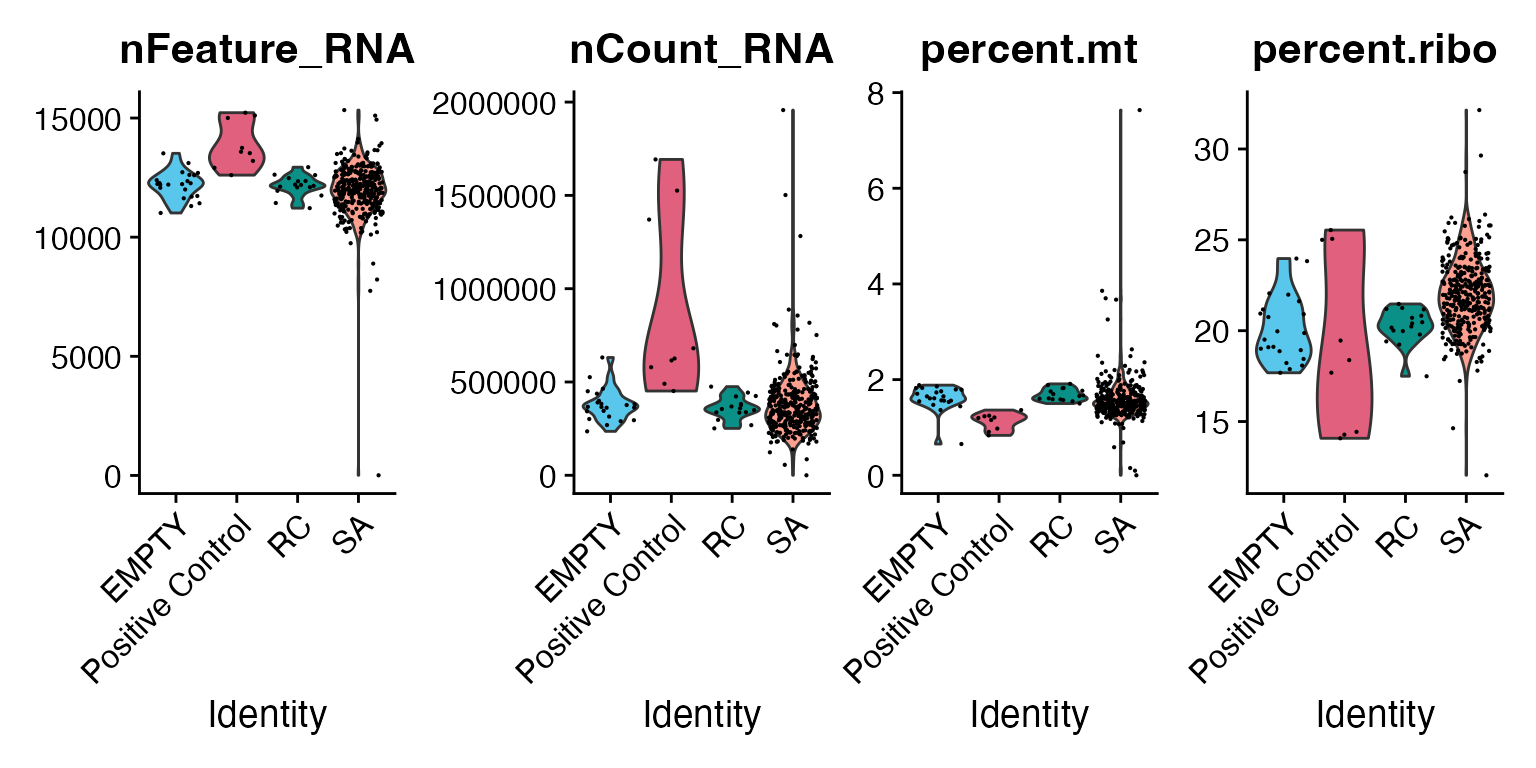 nFeature_RNA
15000
10000
5000
0
EMPTY
Positive Control
RC
SA
Identity
nCount_RNA
2000000
1500000
1000000
500000
0
EMPTY
Positive Control
RC
SA
Identity
percent.mt
8
6
4
2
0
EMPTY
Positive Control
RC
SA
Identity
percent.ribo
30
25
20
15
EMPTY
Positive Control
RC
SA
Identity